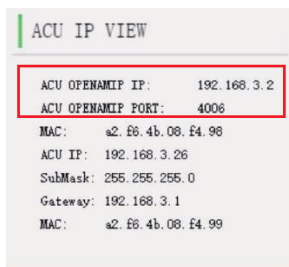 ACU IP VIEW
ACU OPENAMIP IP: 192.168.3.2
ACU OPENAMIP PORT: 4006
MAC: a2.f6.4b.08.f4.98
ACU IP: 192.168.3.26
SubMask: 255.255.255.0
Gateway: 192.168.3.1
MAC: a2.f6.4b.08.f4.99